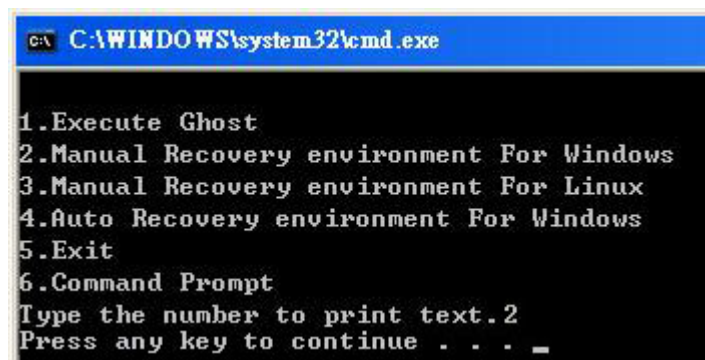 C:\WINDOWS\system32\cmd.exe
1.Execute Ghost
2.Manual Recovery environment For Windows
3.Manual Recovery environment For Linux
4.Auto Recovery environment For Windows
5.Exit
6.Command Prompt
Type the number to print text.2
Press any key to continue . . . _